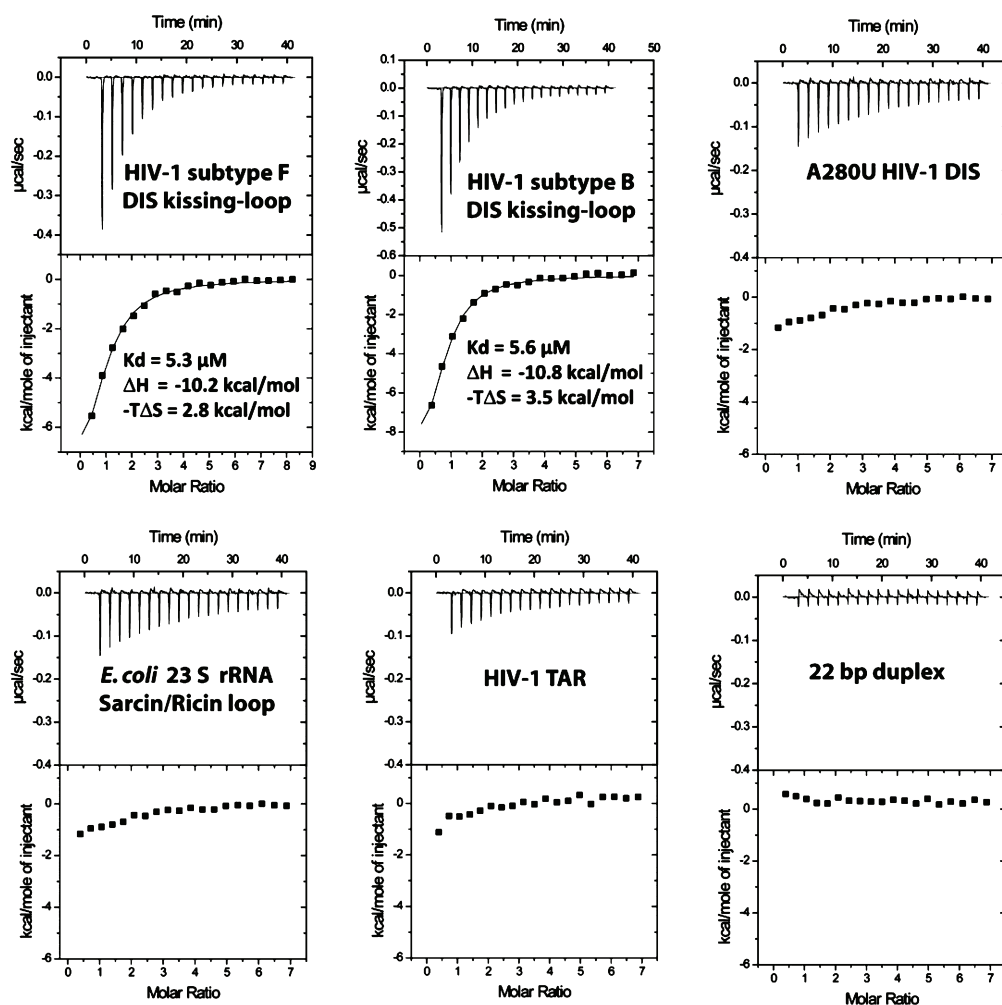 Time (min)
0 10 20 30 40
0.0
-0.1
-0.2
-0.3
-0.4
µcal/sec
HIV-1 subtype F
DIS kissing-loop
0
-2
-4
-6
-8
kcal/mole of injectant
Kd = 5.3 µM
ΔH = -10.2 kcal/mol
-TΔS = 2.8 kcal/mol
0 1 2 3 4 5 6 7 8 9
Molar Ratio
Time (min)
0 10 20 30 40 50
0.1
0.0
-0.1
-0.2
-0.3
-0.4
-0.5
-0.6
µcal/sec
HIV-1 subtype B
DIS kissing-loop
0
-2
-4
-6
-8
kcal/mole of injectant
Kd = 5.6 µM
ΔH = -10.8 kcal/mol
-TΔS = 3.5 kcal/mol
0 1 2 3 4 5 6 7
Molar Ratio
Time (min)
0 10 20 30 40
0.0
-0.1
-0.2
-0.3
-0.4
µcal/sec
A280U HIV-1 DIS
0
-2
-4
-6
kcal/mole of injectant
0 1 2 3 4 5 6 7
Molar Ratio
Time (min)
0 10 20 30 40
0.0
-0.1
-0.2
-0.3
-0.4
µcal/sec
E. coli 23 S rRNA
Sarcin/Ricin loop
0
-2
-4
-6
kcal/mole of injectant
0 1 2 3 4 5 6 7
Molar Ratio
Time (min)
0 10 20 30 40
0.0
-0.1
-0.2
-0.3
-0.4
µcal/sec
HIV-1 TAR
0
-2
-4
-6
kcal/mole of injectant
0 1 2 3 4 5 6 7
Molar Ratio
Time (min)
0 10 20 30 40
0.0
-0.1
-0.2
-0.3
-0.4
µcal/sec
22 bp duplex
0
-2
-4
-6
kcal/mole of injectant
0 1 2 3 4 5 6 7
Molar Ratio